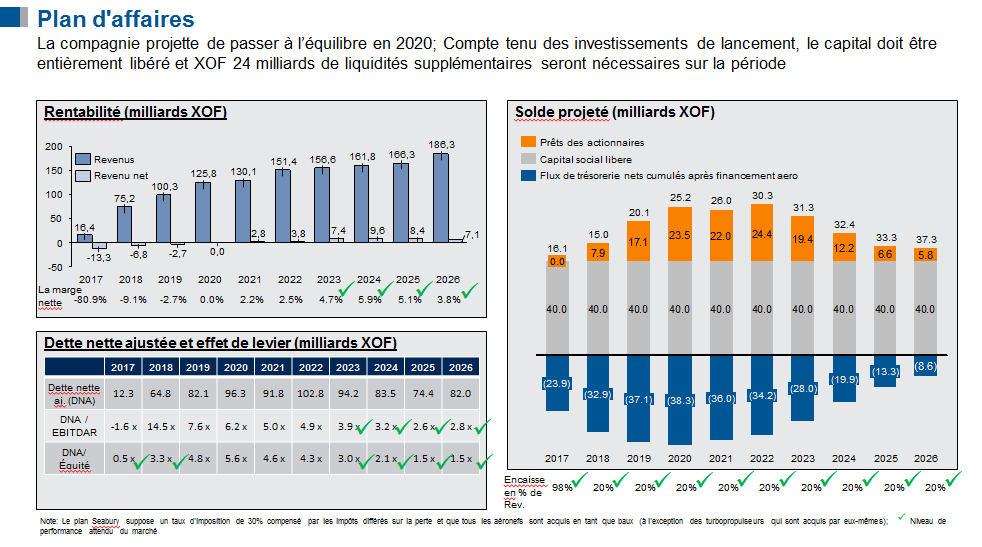 Plan d'affaires
La compagnie projette de passer à l'équilibre en 2020; Compte tenu des investissements de lancement, le capital doit être
entièrement libéré et XOF 24 milliards de liquidités supplémentaires seront nécessaires sur la période
Rentabilité (milliards XOF)
200
150
100
50
0
-50
Revenus
Revenu net
16,4
75,2
100,3
125,8
130,1
151,4
156,6
161,8
166,3
186,3
-13,3
-6,8
-2,7
0,0
2,8
3,8
7,4
9,6
8,4
7,1
2017 2018 2019 2020 2021 2022 2023 2024 2025 2026
La marge
nette
-80.9% -9.1% -2.7% 0.0% 2.2% 2.5% 4.7% 5.9% 5.1% 3.8%
Dette nette ajustée et effet de levier (milliards XOF)
2017 2018 2019 2020 2021 2022 2023 2024 2025 2026
Dette nette
aj. (DNA)
12.3 64.8 82.1 96.3 91.8 102.8 94.2 83.5 74.4 82.0
DNA /
EBITDAR
-1.6 x 14.5 x 7.6 x 6.2 x 5.0 x 4.9 x 3.9 x 3.2 x 2.6 x 2.8 x
DNA/
Équité
0.5 x 3.3 x 4.8 x 5.6 x 4.6 x 4.3 x 3.0 x 2.1 x 1.5 x 1.5 x
Solde projeté (milliards XOF)
Prêts des actionnaires
Capital social libere
Flux de trésorerie nets cumulés après financement aero
16.1 15.0 20.1 25.2 26.0 30.3 31.3 32.4 33.3 37.3
0.0 7.9 17.1 23.5 22.0 24.4 19.4 12.2 6.6 5.8
40.0 40.0 40.0 40.0 40.0 40.0 40.0 40.0 40.0 40.0
(23.9) (32.9) (37.1) (38.3) (36.0) (34.2) (28.0) (19.9) (13.3) (8.6)
2017 2018 2019 2020 2021 2022 2023 2024 2025 2026
Encaisse
en % de
Rev.
98% 20% 20% 20% 20% 20% 20% 20% 20% 20%
Note: Le plan Seabury suppose un taux d'imposition de 30% compensé par les impôts différés sur la perte et que tous les aéronefs sont acquis en tant que baux (à l'exception des turbopropulseurs qui sont acquis par eux-mêmes); Niveau de
performance attendu du marché